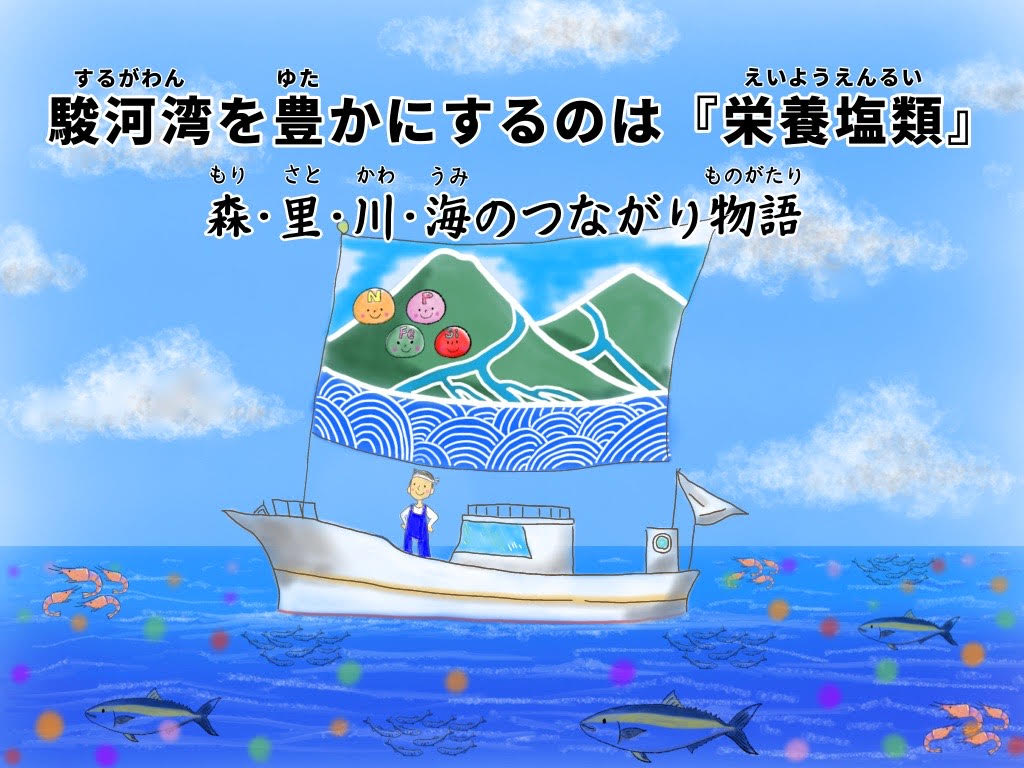 するがわん ゆた えいようえんるい
駿河湾を豊かにするのは『栄養塩類』
もり さと かわ うみ ものがたり
森・里・川・海のつながり物語
N P
Fe Si